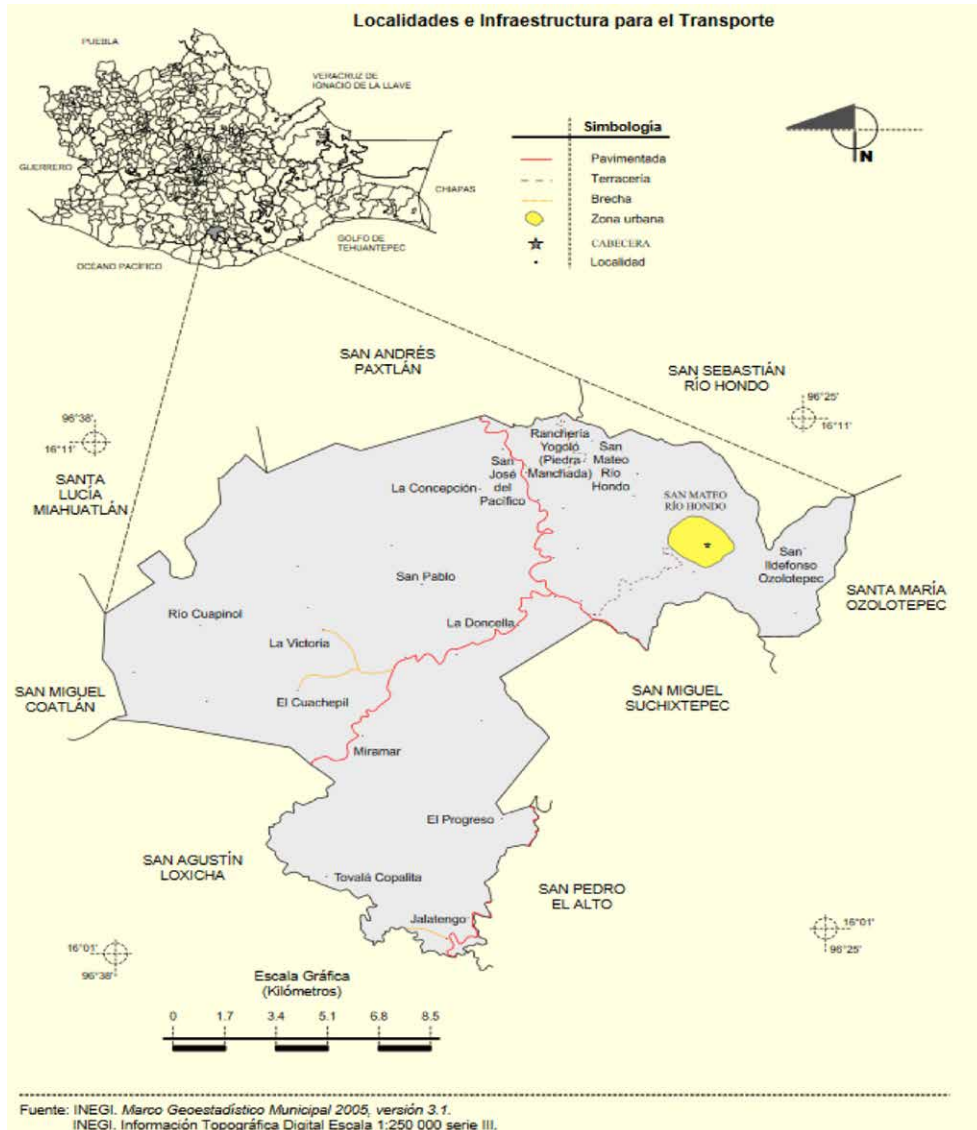 Localidades e Infraestructura para el Transporte
PUEBLA
VERACRUZ DE
IGNACIO DE LA LLAVE
GUERRERO
CHIAPAS
GOLFO DE
TEHUANTEPEC
OCÉANO PACÍFICO
Simbología
Pavimentada
Terracería
Brecha
Zona urbana
CABECERA
Localidad
N
SAN ANDRÉS
PAXTLÁN
SAN SEBASTIÁN
RÍO HONDO
96°38'
16°11'
96°25'
16°11'
SANTA
LUCÍA
MIAHUATLÁN
Ranchería
Yogoló
(Piedra
Manchada)
San
Mateo
Río
Hondo
San
José
del
Pacífico
La Concepción
SAN MATEO
RÍO HONDO
San
Ildefonso
Ozolotepec
San Pablo
SANTA MARÍA
OZOLOTEPEC
Río Cuapinol
La Doncella
La Victoria
SAN MIGUEL
COATLÁN
El Cuachepil
SAN MIGUEL
SUCHIXTEPEC
Miramar
El Progreso
SAN AGUSTÍN
LOXICHA
Tovalá Copalita
SAN PEDRO
EL ALTO
Jalatengo
16°01'
96°38'
16°01'
96°25'
Escala Gráfica
(Kilómetros)
0 1.7 3.4 5.1 6.8 8.5
Fuente: INEGI. Marco Geoestadístico Municipal 2005, versión 3.1.
INEGI. Información Topográfica Digital Escala 1:250 000 serie III.